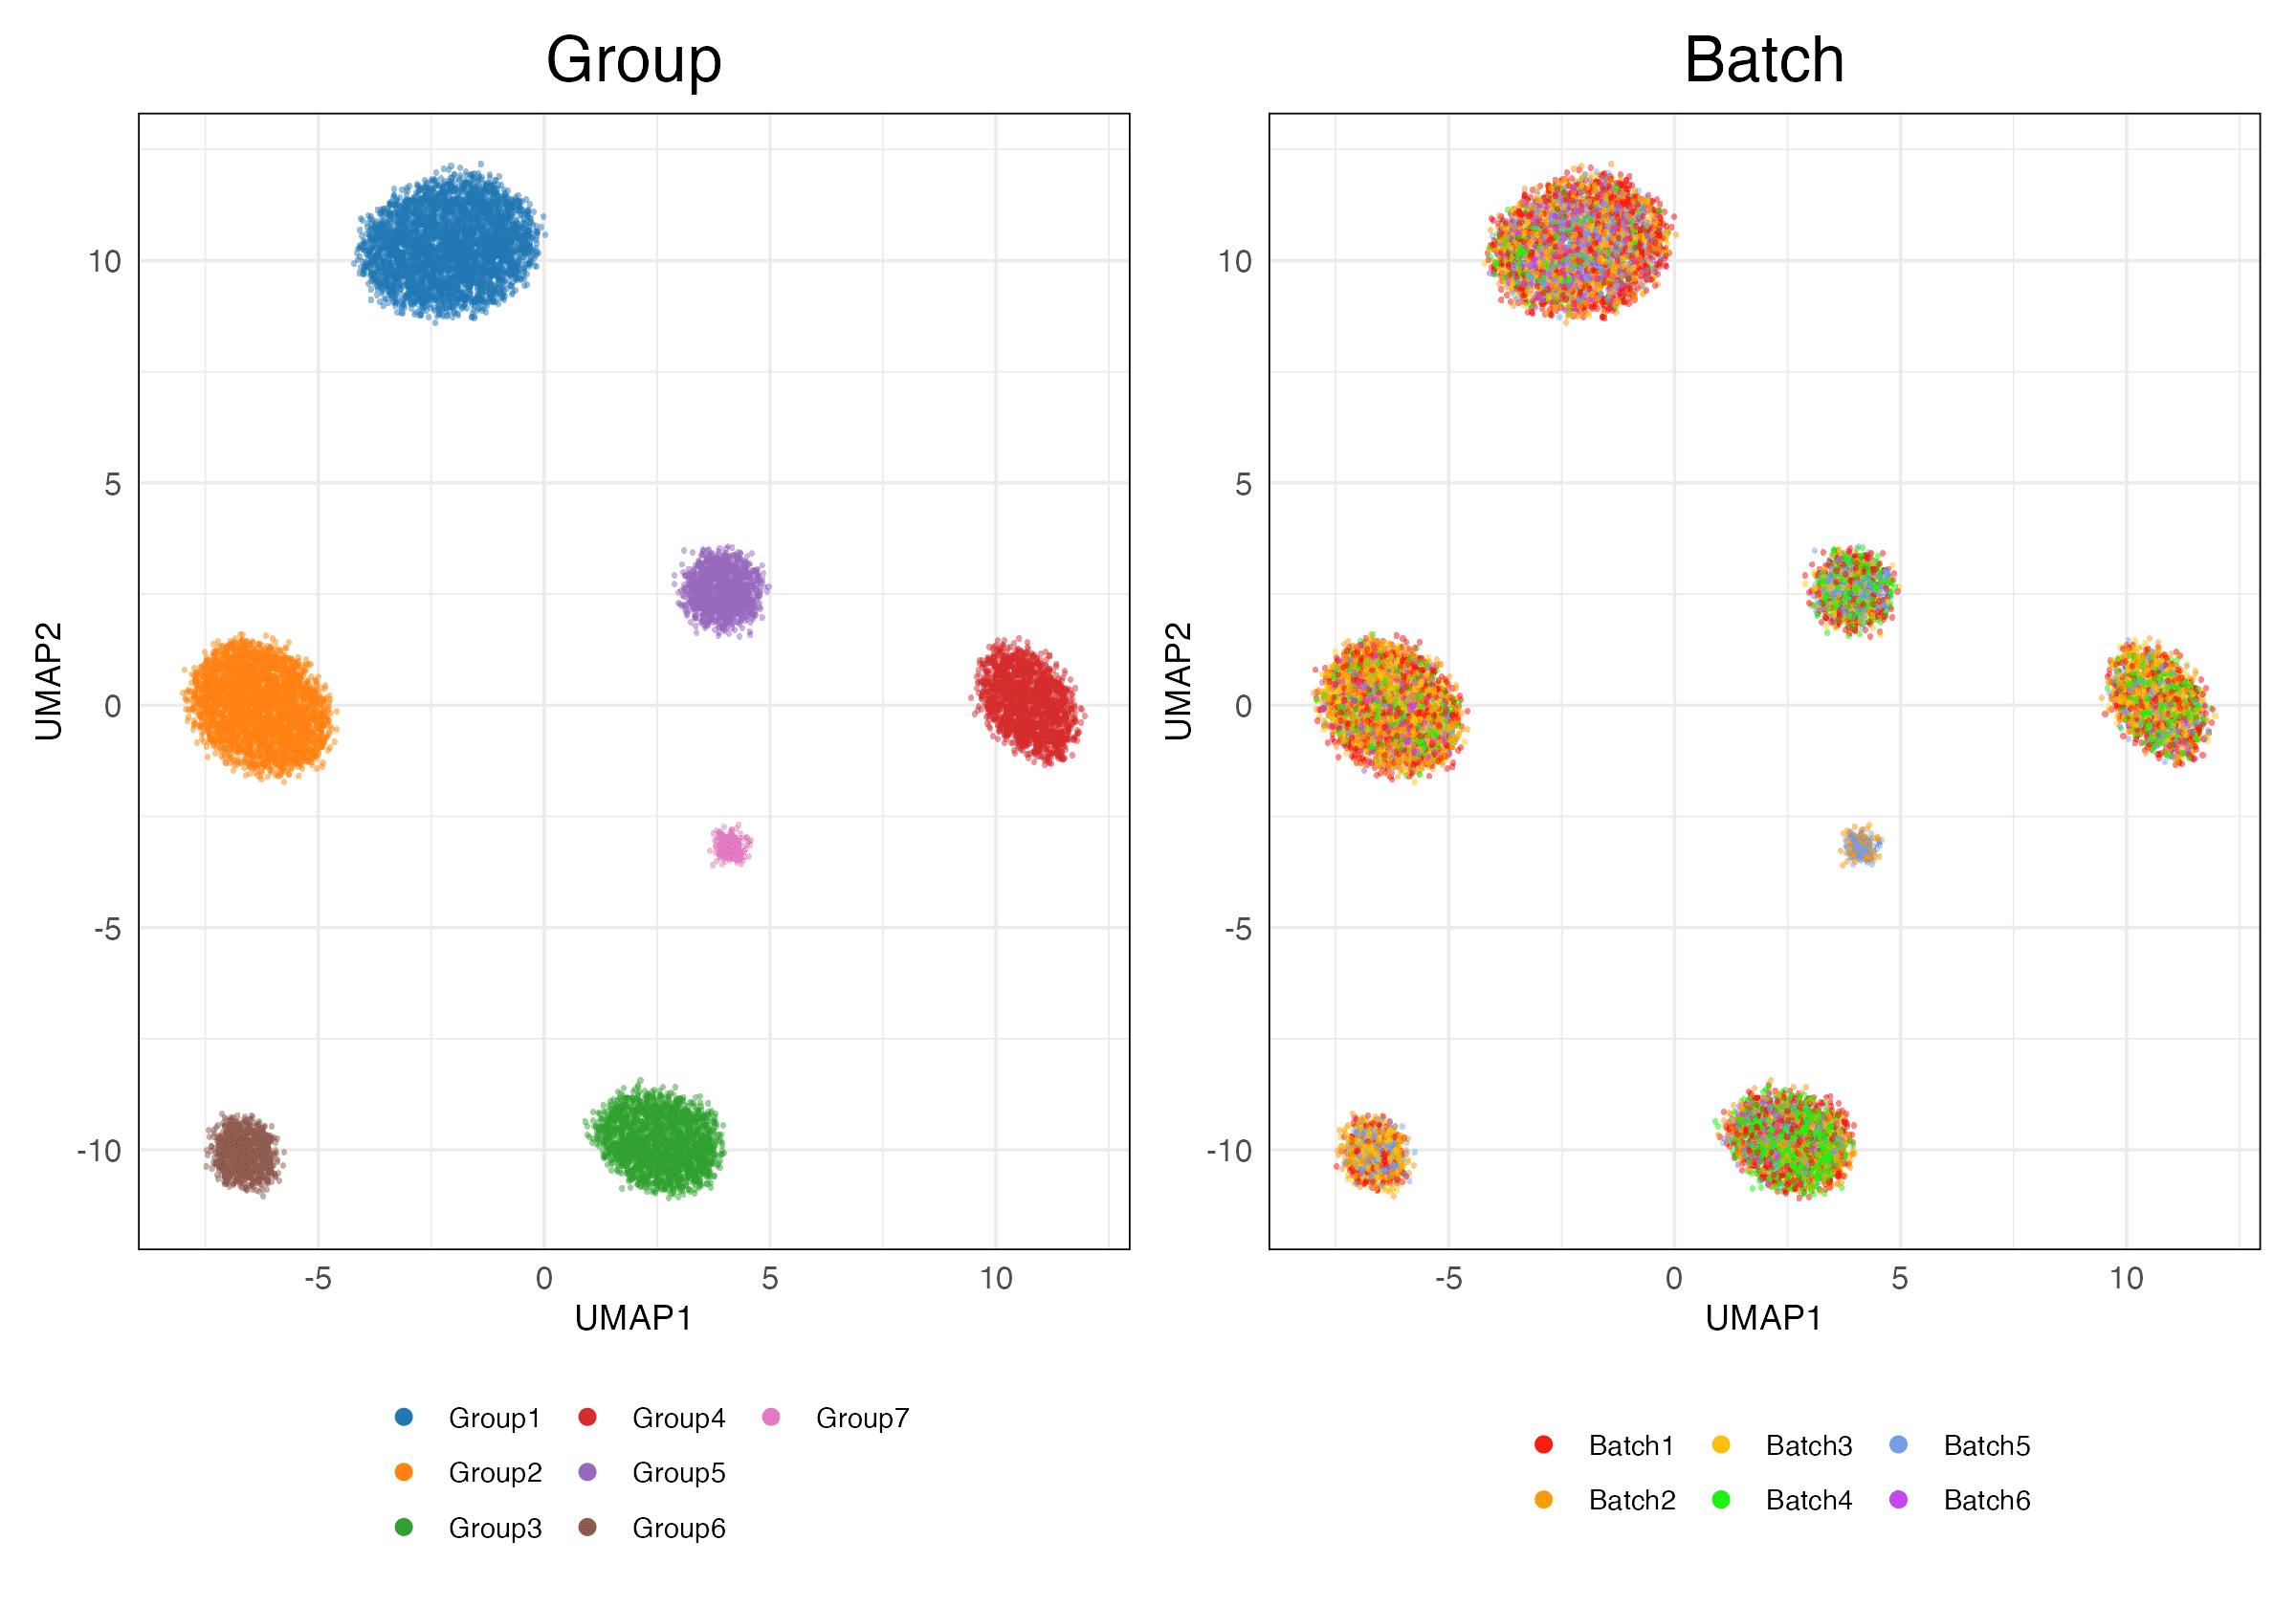 Group
Batch
UMAP2
10
5
0
-5
-10
-5 0 5 10
UMAP1
UMAP2
10
5
0
-5
-10
-5 0 5 10
UMAP1
Group1 Group4 Group7
Group2 Group5
Group3 Group6
Batch1 Batch3 Batch5
Batch2 Batch4 Batch6